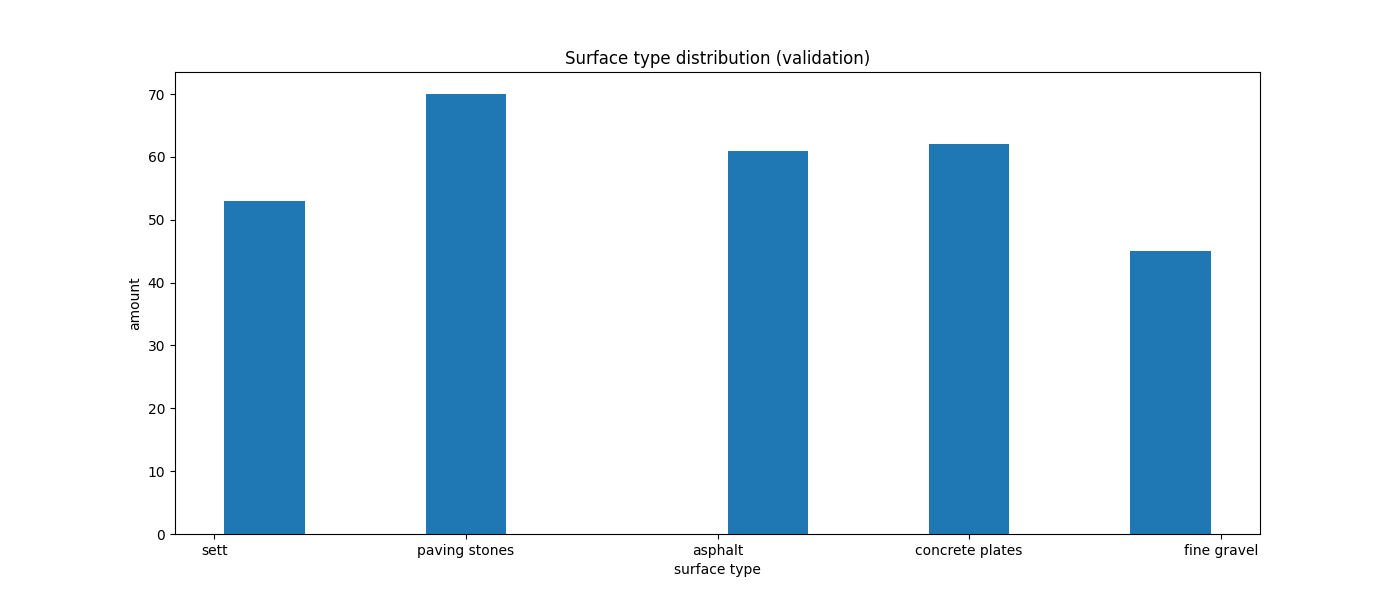 Surface type distribution (validation)
70
60
50
40
30
20
10
0
amount
sett
paving stones
asphalt
concrete plates
fine gravel
surface type